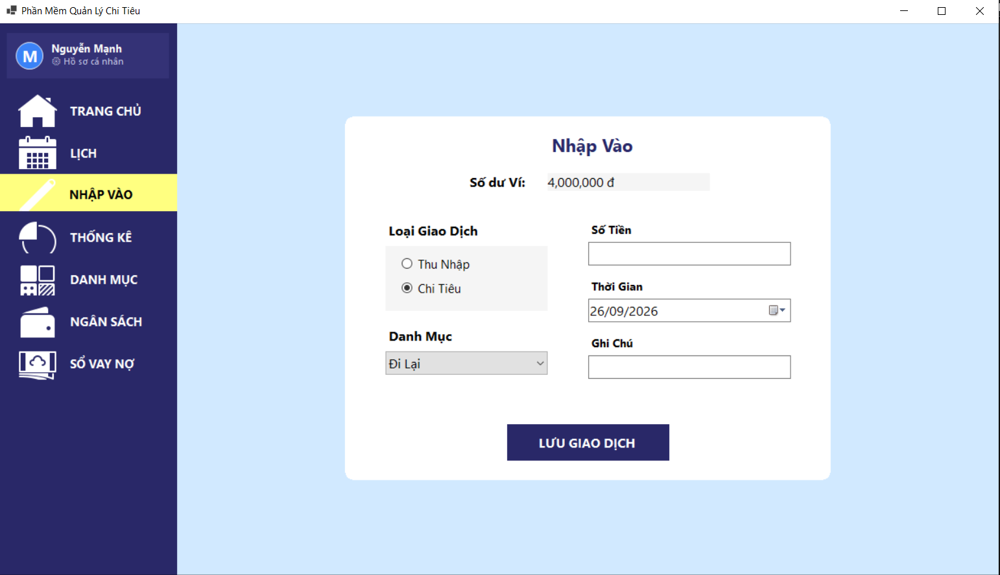 Phần Mềm Quản Lý Chi Tiêu
M
Nguyễn Mạnh
Hồ sơ cá nhân
TRANG CHỦ
LỊCH
NHẬP VÀO
THỐNG KÊ
DANH MỤC
NGÂN SÁCH
SỔ VAY NỢ
Nhập Vào
Số dư Ví: 4,000,000 đ
Loại Giao Dịch
Thu Nhập
Chi Tiêu
Danh Mục
Đi Lại
Số Tiền
Thời Gian
26/09/2026
Ghi Chú
LƯU GIAO DỊCH